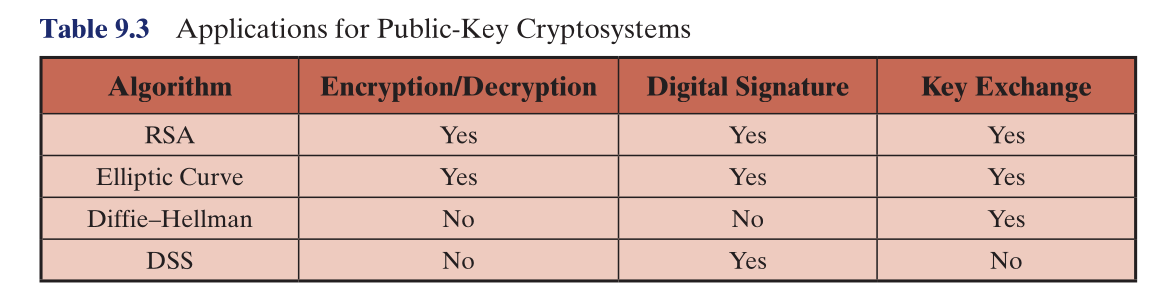 Table 9.3 Applications for Public-Key Cryptosystems
Algorithm Encryption/Decryption Digital Signature Key Exchange
RSA Yes Yes Yes
Elliptic Curve Yes Yes Yes
Diffie–Hellman No No Yes
DSS No Yes No